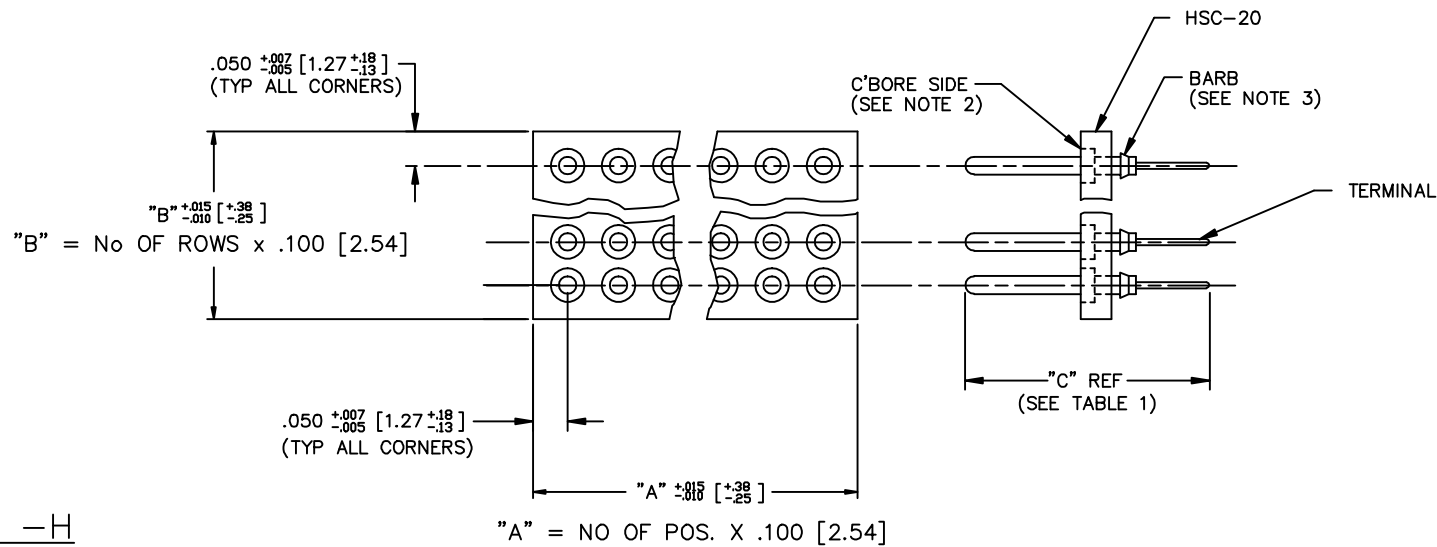 HSC-20
.050 +.007 -.005 [1.27 +.18 -.13]
(TYP ALL CORNERS)
C'BORE SIDE
(SEE NOTE 2)
BARB
(SEE NOTE 3)
TERMINAL
"B" +.015 -.010 [+.38 -.25]
"B" = No OF ROWS x .100 [2.54]
"C" REF
(SEE TABLE 1)
.050 +.007 -.005 [1.27 +.18 -.13]
(TYP ALL CORNERS)
"A" +.015 -.010 [+.38 -.25]
"A" = NO OF POS. X .100 [2.54]
-H